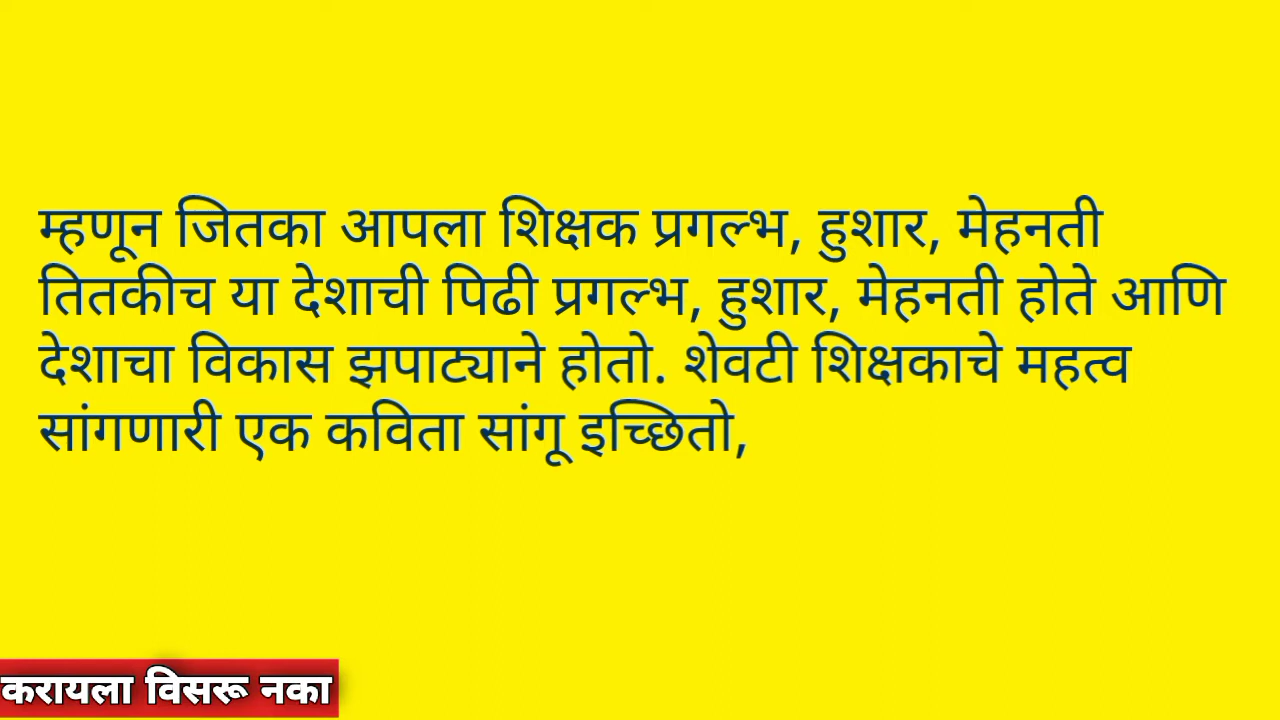 म्हणून जितका आपला शिक्षक प्रगल्भ, हुशार, मेहनती
तितकीच या देशाची पिढी प्रगल्भ, हुशार, मेहनती होते आणि
देशाचा विकास झपाट्याने होतो. शेवटी शिक्षकाचे महत्व
सांगणारी एक कविता सांगू इच्छितो,
करायला विसरू नका